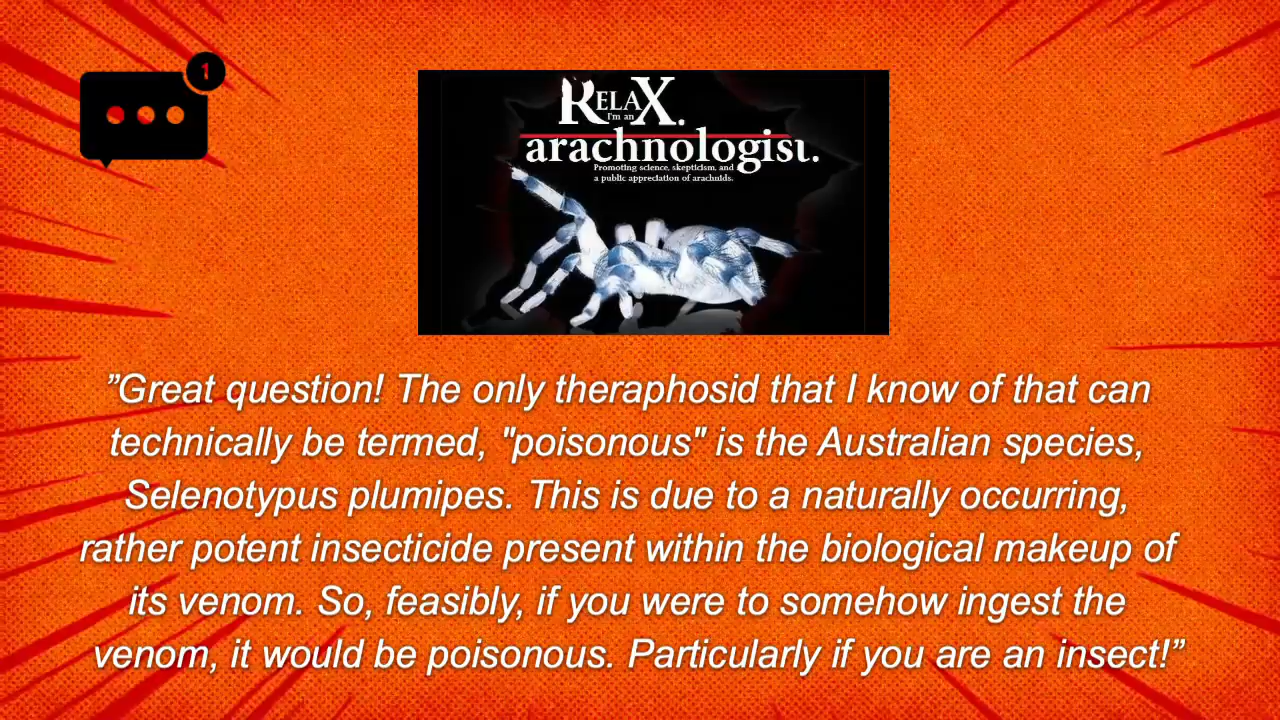 1
RELAX.
I'm an
arachnologist.
Promoting science, skepticism, and
a public appreciation of arachnids.
”Great question! The only theraphosid that I know of that can
technically be termed, "poisonous" is the Australian species,
Selenotypus plumipes. This is due to a naturally occurring,
rather potent insecticide present within the biological makeup of
its venom. So, feasibly, if you were to somehow ingest the
venom, it would be poisonous. Particularly if you are an insect!”